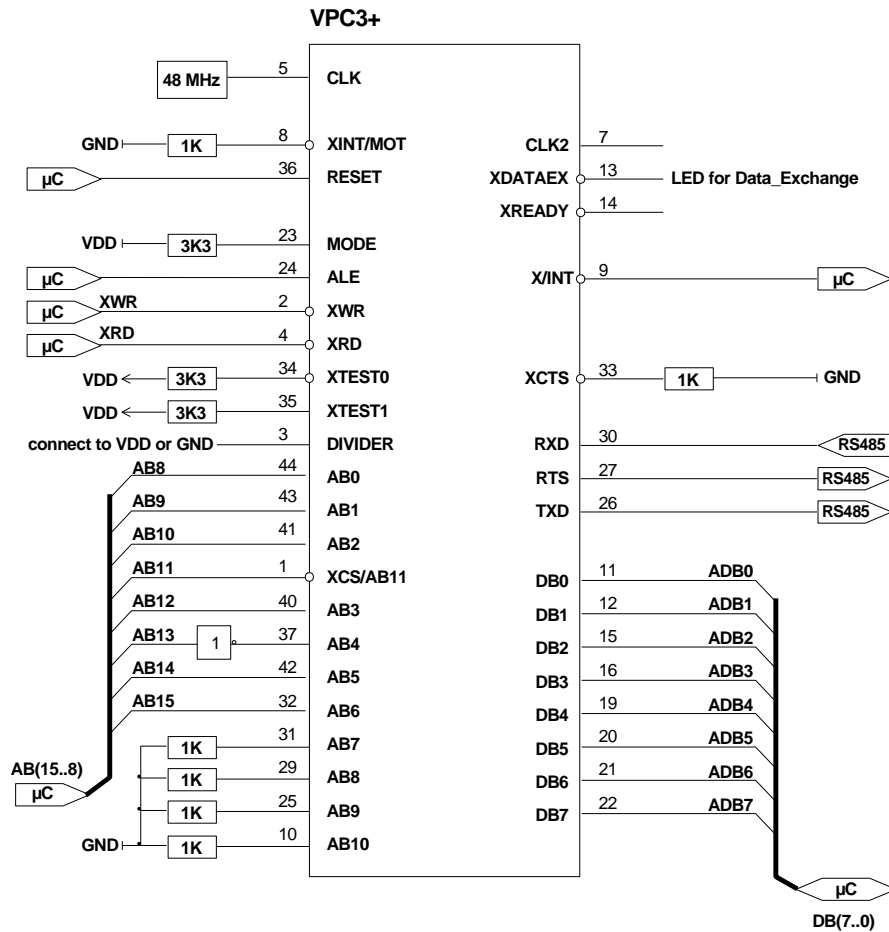 VPC3+
48 MHz 5 CLK
GND 1K 8 XINT/MOT CLK2 7
µC 36 RESET XDATAEX 13 LED for Data_Exchange
XREADY 14
VDD 3K3 23 MODE
µC 24 ALE X/INT 9 µC
µC XWR 2 XWR
µC XRD 4 XRD
VDD 3K3 34 XTEST0 XCTS 33 1K GND
VDD 3K3 35 XTEST1
connect to VDD or GND 3 DIVIDER RXD 30 RS485
AB8 44 AB0 RTS 27 RS485
AB9 43 AB1 TXD 26 RS485
AB10 41 AB2
AB11 1 XCS/AB11 DB0 11 ADB0
AB12 40 AB3 DB1 12 ADB1
AB13 1 37 AB4 DB2 15 ADB2
AB14 42 AB5 DB3 16 ADB3
AB15 32 AB6 DB4 19 ADB4
1K 31 AB7 DB5 20 ADB5
AB(15..8) 1K 29 AB8 DB6 21 ADB6
µC 1K 25 AB9 DB7 22 ADB7
GND 1K 10 AB10
µC
DB(7..0)